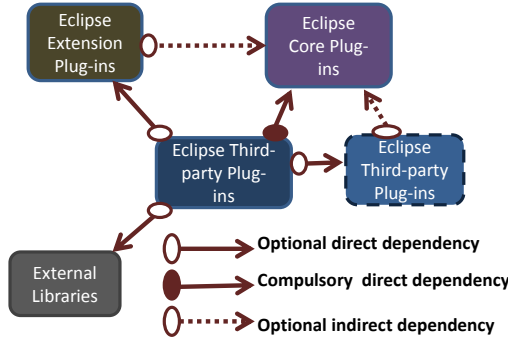 Eclipse
Extension
Plug-ins
Eclipse
Core Plug-
ins
Eclipse Third-
party Plug-
ins
Eclipse
Third-party
Plug-ins
External
Libraries
Optional direct dependency
Compulsory direct dependency
Optional indirect dependency